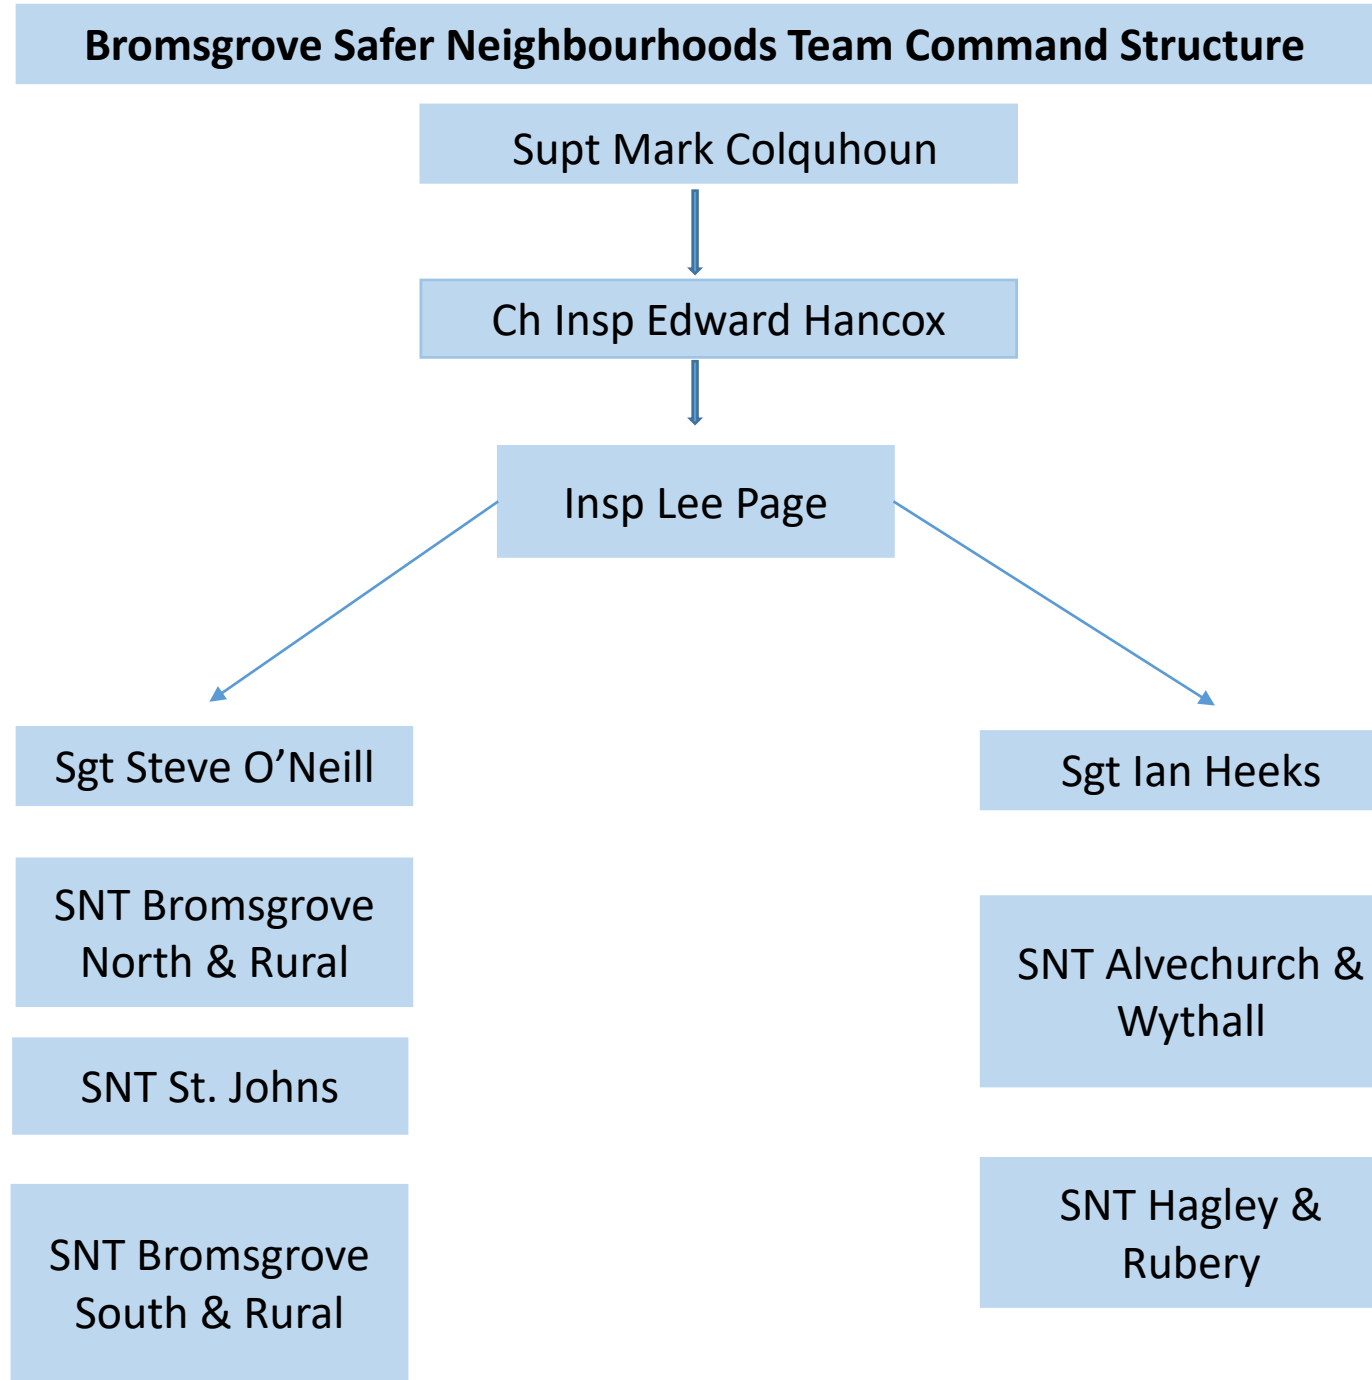 Bromsgrove Safer Neighbourhoods Team Command Structure
Supt Mark Colquhoun
Ch Insp Edward Hancox
Insp Lee Page
Sgt Steve O’Neill
SNT Bromsgrove
North & Rural
SNT St. Johns
SNT Bromsgrove
South & Rural
Sgt Ian Heeks
SNT Alvechurch &
Wythall
SNT Hagley &
Rubery